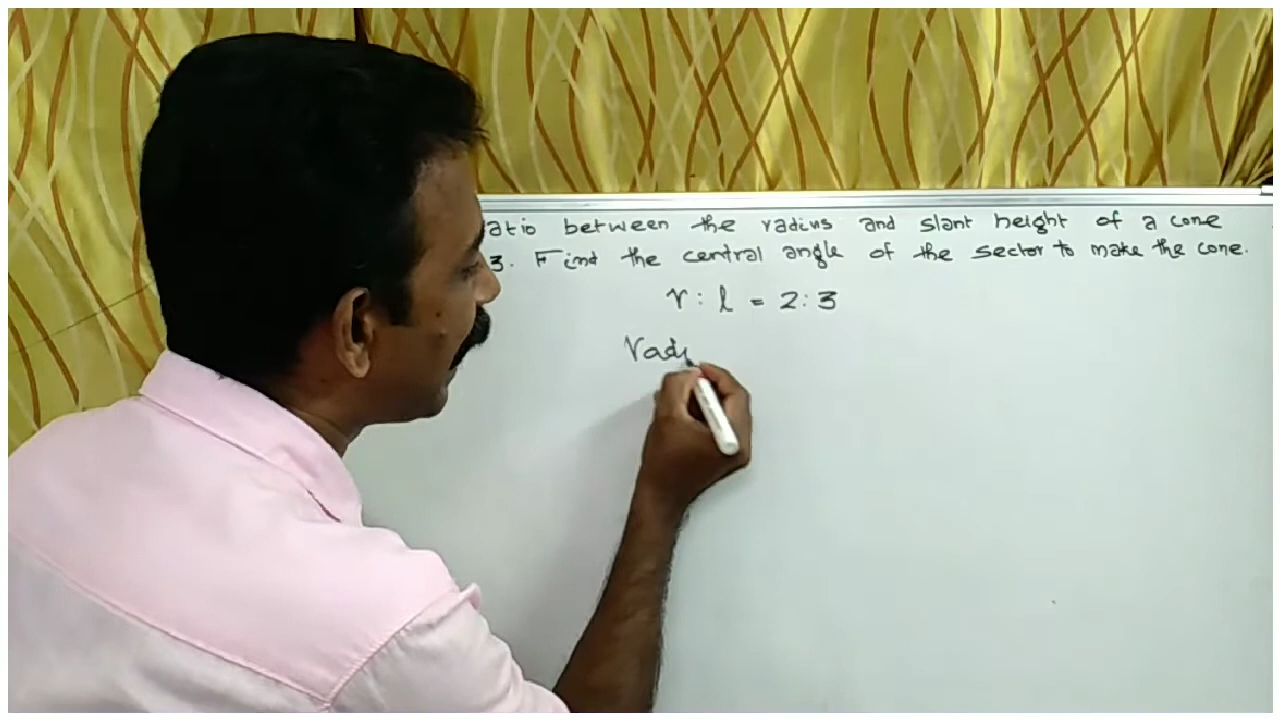 atio between the radius and slant height of a cone
3. Find the central angle of the sector to make the cone.
r : l = 2 : 3
Radi